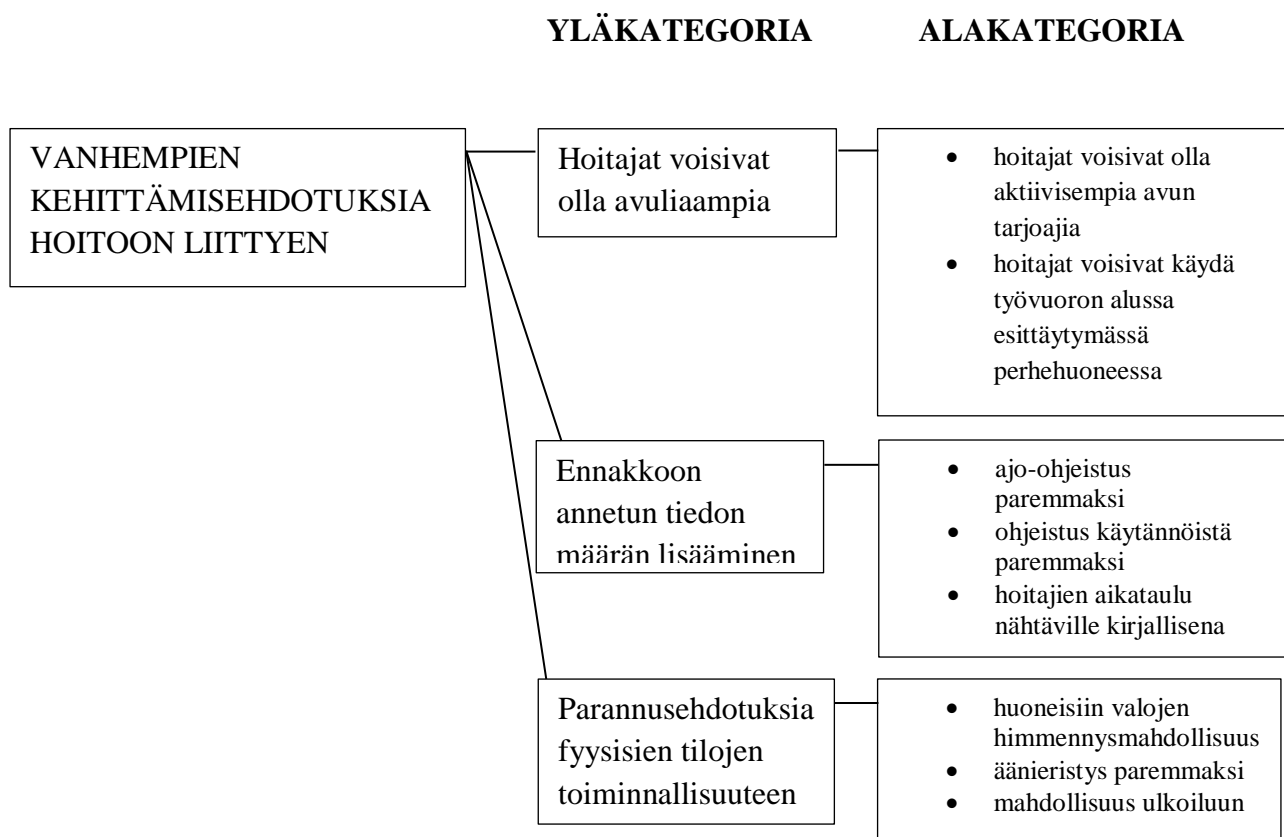 YLÄKATEGORIA
ALAKATEGORIA
VANHEMPIEN
KEHITTÄMISEHDOTUKSIA
HOITOON LIITTYEN
Hoitajat voisivat
olla avuliaampia
• hoitajat voisivat olla
aktiivisempia avun
tarjoajia
• hoitajat voisivat käydä
työvuoron alussa
esittäytymässä
perhehuoneessa
Ennakkoon
annetun tiedon
määrän lisääminen
• ajo-ohjeistus
paremmaksi
• ohjeistus käytännöistä
paremmaksi
• hoitajien aikataulu
nähtäville kirjallisena
Parannusehdotuksia
fyysisien tilojen
toiminnallisuuteen
• huoneisiin valojen
himmennysmahdollisuus
• äänieristys paremmaksi
• mahdollisuus ulkoiluun